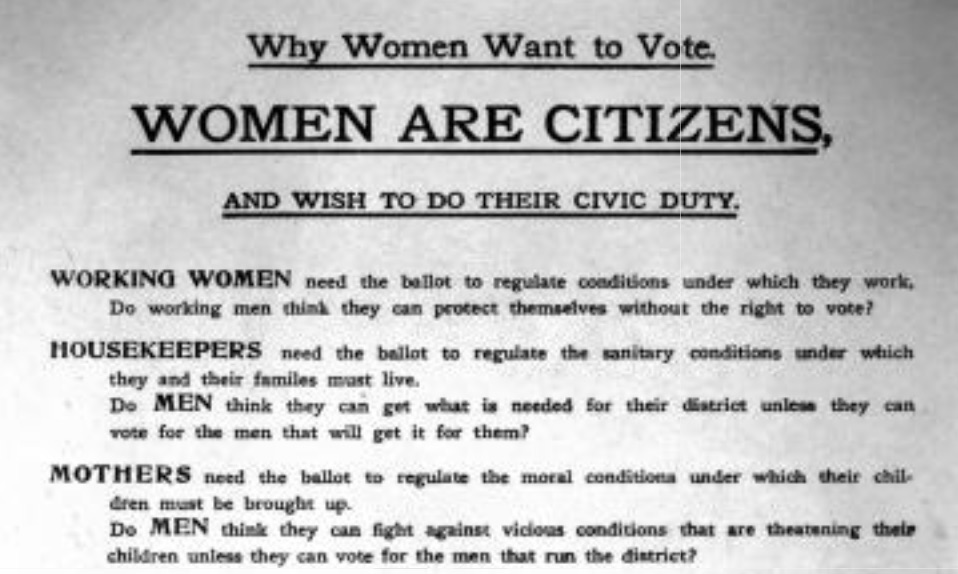 Why Women Want to Vote.
WOMEN ARE CITIZENS,
AND WISH TO DO THEIR CIVIC DUTY.
WORKING WOMEN need the ballot to regulate conditions under which they work,
Do working men think they can protect themselves without the right to vote?
HOUSEKEEPERS need the ballot to regulate the sanitary conditions under which
they and their familes must live.
Do MEN think they can get what is needed for their district unless they can
vote for the men that will get it for them?
MOTHERS need the ballot to regulate the moral conditions under which their chil-
dren must be brought up.
Do MEN think they can fight against vicious conditions that are theatening their
children unless they can vote for the men that run the district?